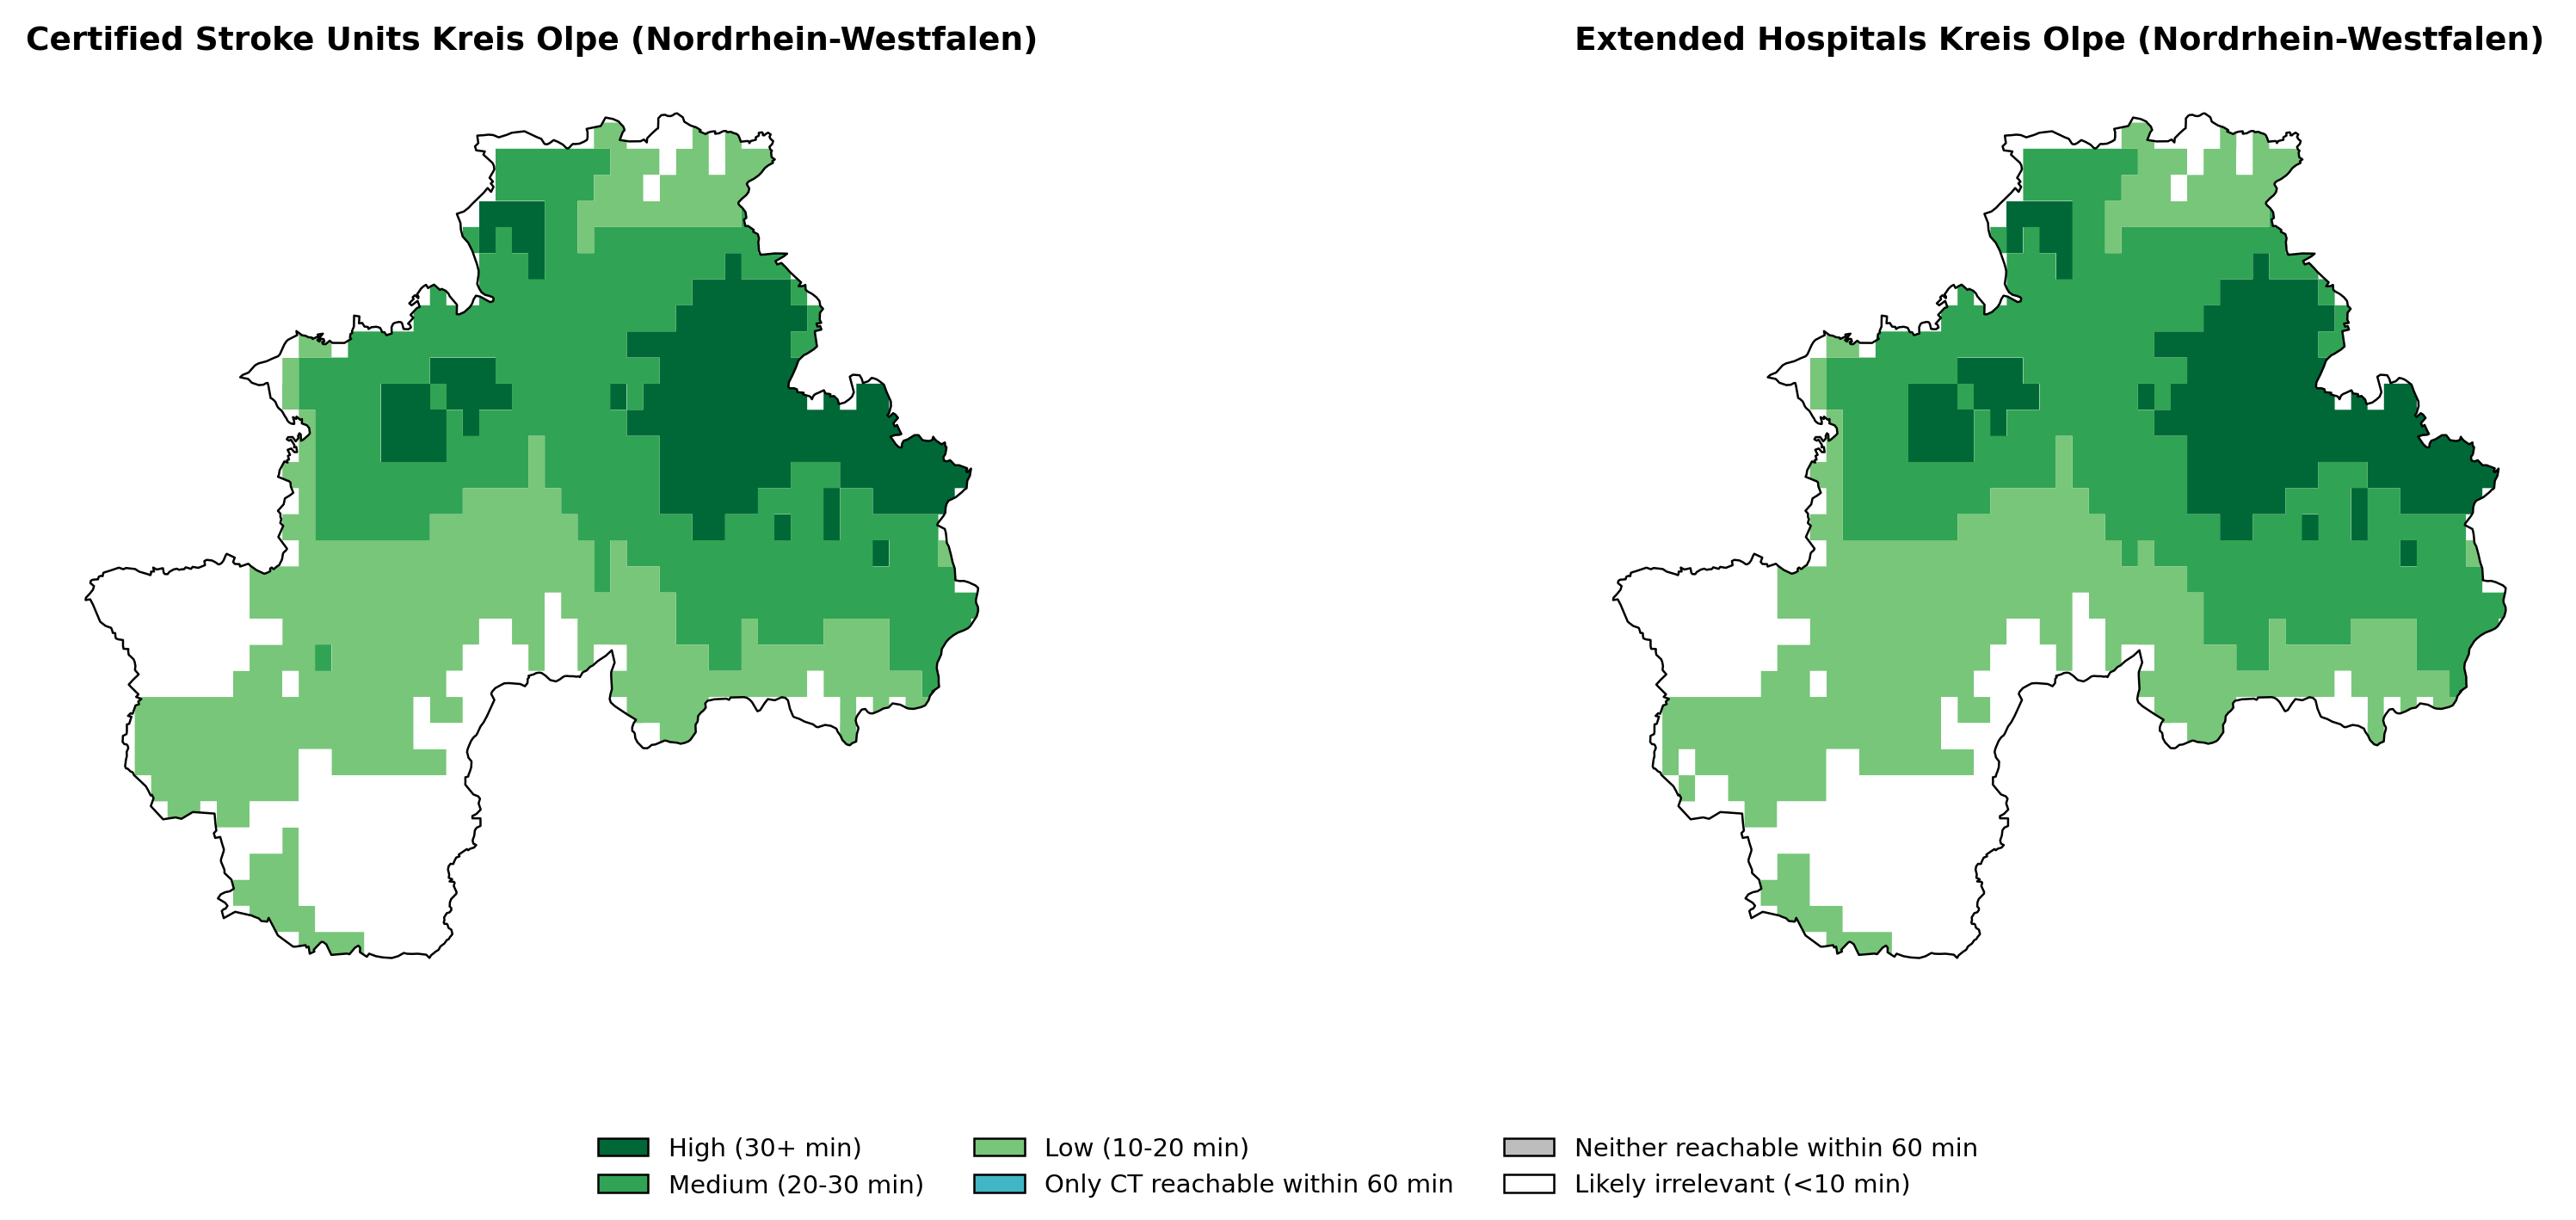 Certified Stroke Units Kreis Olpe (Nordrhein-Westfalen)
Extended Hospitals Kreis Olpe (Nordrhein-Westfalen)
High (30+ min)
Medium (20-30 min)
Low (10-20 min)
Only CT reachable within 60 min
Neither reachable within 60 min
Likely irrelevant (<10 min)